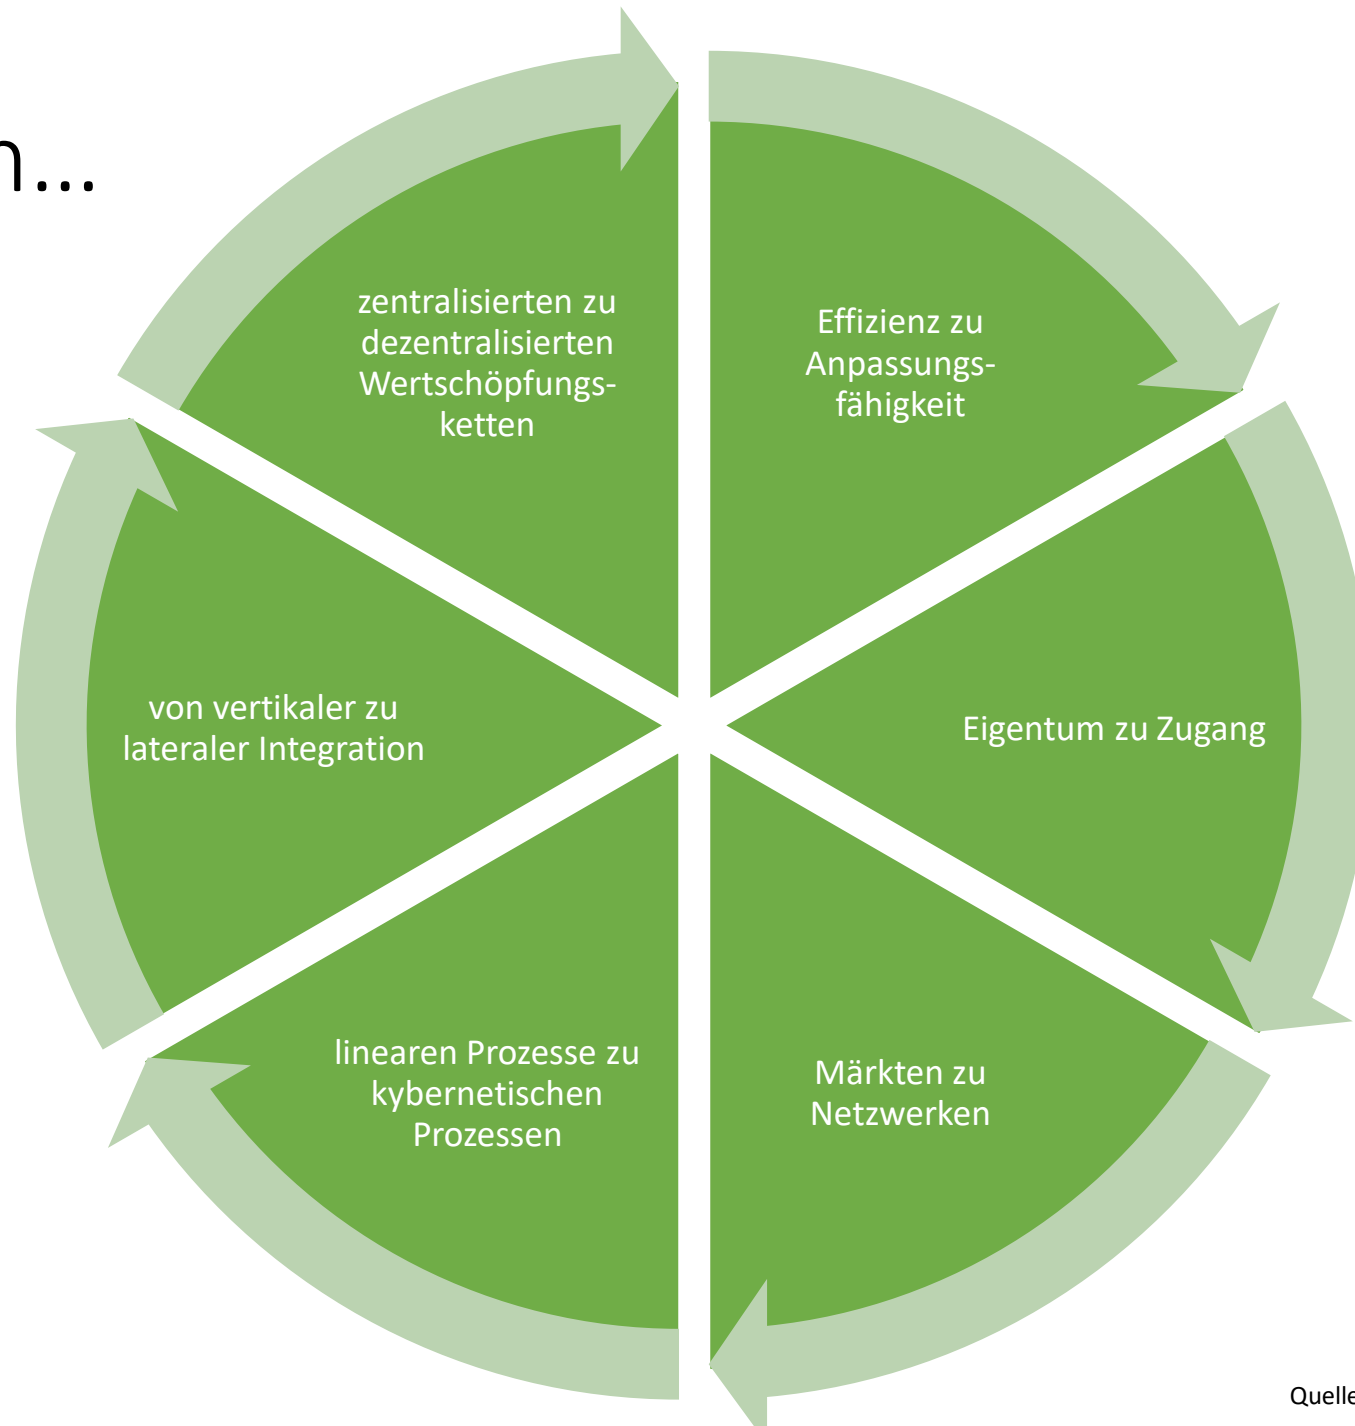 n...
zentralisierten zu
dezentralisierten
Wertschöpfungs-
ketten
Effizienz zu
Anpassungs-
fähigkeit
von vertikaler zu
lateraler Integration
Eigentum zu Zugang
linearen Prozesse zu
kybernetischen
Prozessen
Märkten zu
Netzwerken
Quelle